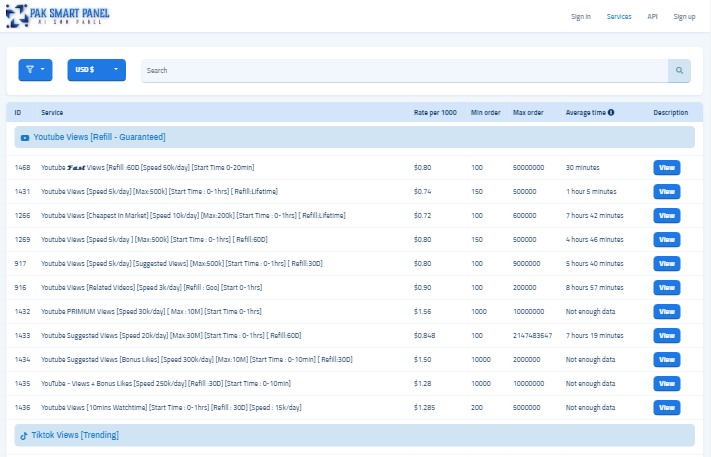 PAK SMART PANEL
#1 SMM PANEL
Sign in Services API Sign up
USD $ Search
ID Service Rate per 1000 Min order Max order Average time Description
Youtube Views [Refill - Guaranteed]
1468 Youtube Fast Views [Refill :60D [Speed 50k/day] [Start Time 0-20min] $0.80 100 50000000 30 minutes View
1431 Youtube Views [Speed 5k/day] [Max:500k] [Start Time : 0-1hrs] [ Refill:Lifetime] $0.74 150 500000 1 hour 5 minutes View
1266 Youtube Views [Cheapest In Market] [Speed 10k/day] [Max:200k] [Start Time : 0-1hrs] [ Refill:Lifetime] $0.72 100 600000 7 hours 42 minutes View
1269 Youtube Views [Speed 5k/day ] [Max:500k] [Start Time : 0-1hrs] [ Refill:60D] $0.80 150 500000 4 hours 46 minutes View
917 Youtube Views [Speed 5k/day] [Suggested Views] [Max:500k] [Start Time : 0-1hrs] [ Refill:30D] $0.80 100 9000000 5 hours 40 minutes View
916 Youtube Views [Related Videos] [Speed 3k/day] [Refill : Goo] [Start 0-1hrs] $0.90 100 200000 8 hours 57 minutes View
1432 Youtube PRIMIUM Views [Speed 30k/day] [ Max :10M] [Start Time 0-1hrs] $1.56 1000 10000000 Not enough data View
1433 Youtube Suggested Views [Speed 20k/day] [Max:30M] [Start Time : 0-1hrs] [ Refill:60D] $0.848 100 2147483647 7 hours 19 minutes View
1434 Youtube Suggested Views [Bonus Likes] [Speed 300k/day] [Max:10M] [Start Time : 0-10min] [ Refill:30D] $1.50 10000 2000000 Not enough data View
1435 YouTube - Views + Bonus Likes [Speed 250k/day] [Refill :30D] [Start Time : 0-10min] $1.28 10000 10000000 Not enough data View
1436 Youtube Views [10mins Watchtime] [Start Time : 0-1hrs] [Refill : 30D] [Speed : 15k/day] $1.285 200 5000000 Not enough data View
Tiktok Views [Trending]